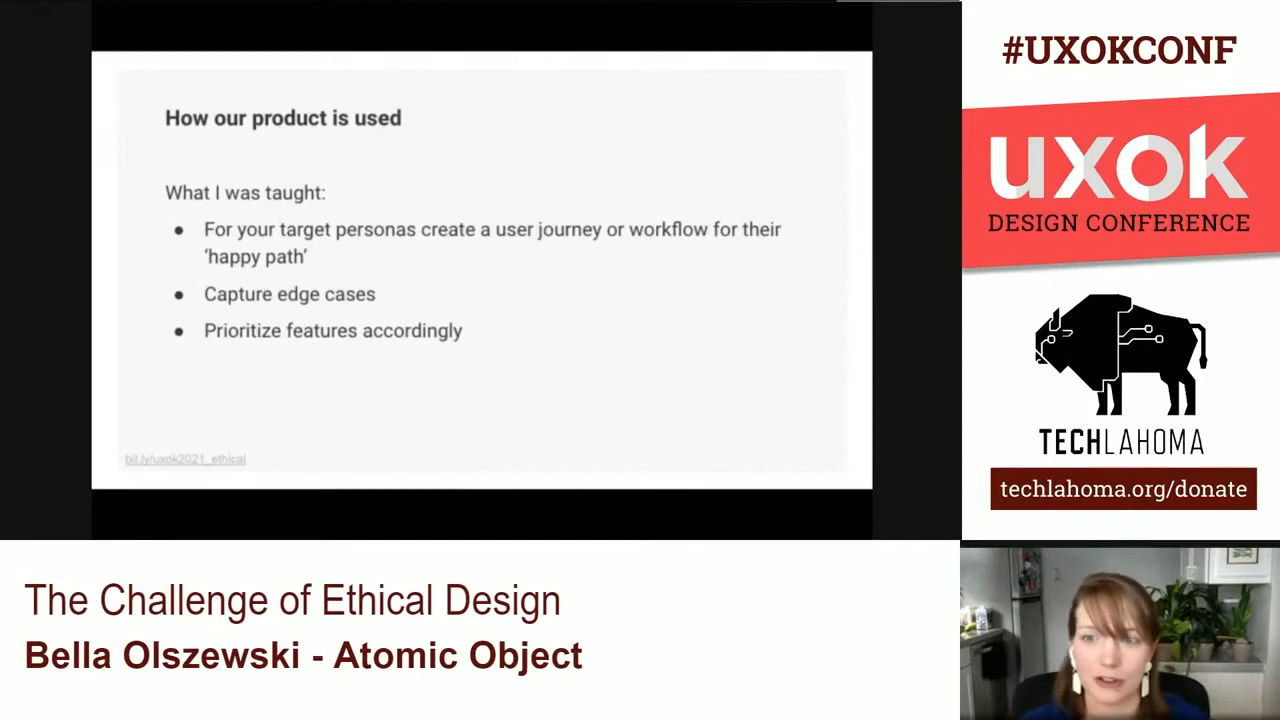 How our product is used
What I was taught:
● For your target personas create a user journey or workflow for their
‘happy path’
● Capture edge cases
● Prioritize features accordingly
bit.ly/uxok2021_ethical
#UXOKCONF
uxok
DESIGN CONFERENCE
TECHLAHOMA
techlahoma.org/donate
The Challenge of Ethical Design
Bella Olszewski - Atomic Object